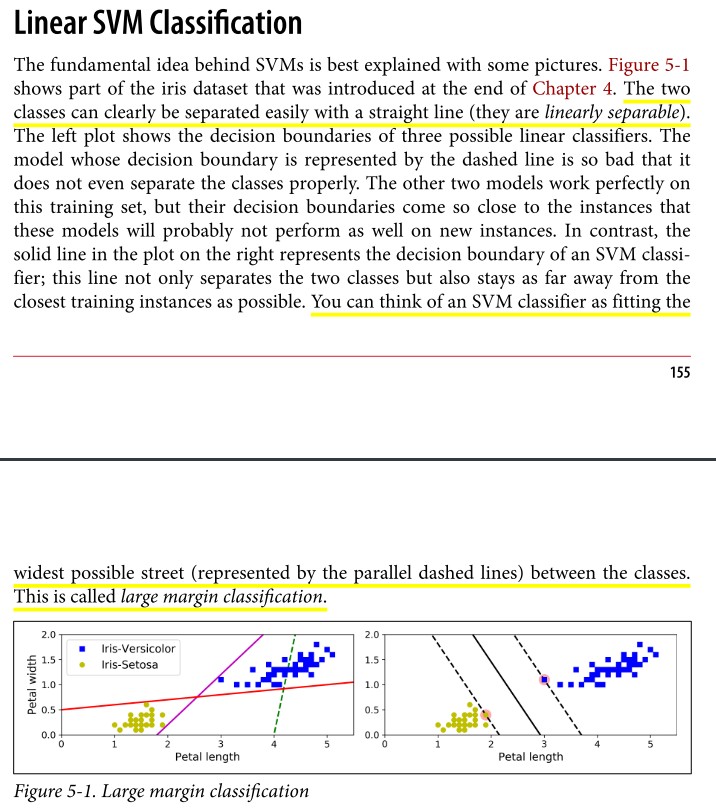 Linear SVM Classification
The fundamental idea behind SVMs is best explained with some pictures. Figure 5-1
shows part of the iris dataset that was introduced at the end of Chapter 4. The two
classes can clearly be separated easily with a straight line (they are linearly separable).
The left plot shows the decision boundaries of three possible linear classifiers. The
model whose decision boundary is represented by the dashed line is so bad that it
does not even separate the classes properly. The other two models work perfectly on
this training set, but their decision boundaries come so close to the instances that
these models will probably not perform as well on new instances. In contrast, the
solid line in the plot on the right represents the decision boundary of an SVM classi-
fier; this line not only separates the two classes but also stays as far away from the
closest training instances as possible. You can think of an SVM classifier as fitting the
155
widest possible street (represented by the parallel dashed lines) between the classes.
This is called large margin classification.
2.0
1.5
1.0
0.5
0.0
Petal width
Iris-Versicolor
Iris-Setosa
0 1 2 3 4 5
Petal length
2.0
1.5
1.0
0.5
0.0
0 1 2 3 4 5
Petal length
Figure 5-1. Large margin classification